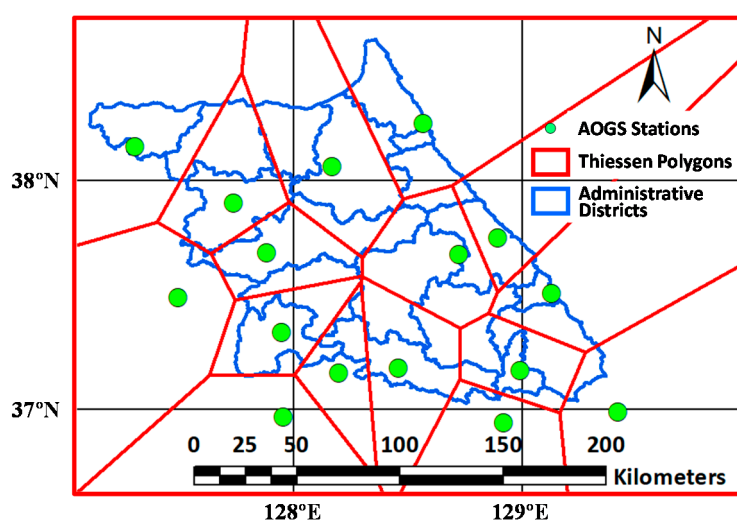 N
AOGS Stations
Thiessen Polygons
Administrative
Districts
38°N
37°N
0 25 50 100 150 200
Kilometers
128°E 129°E